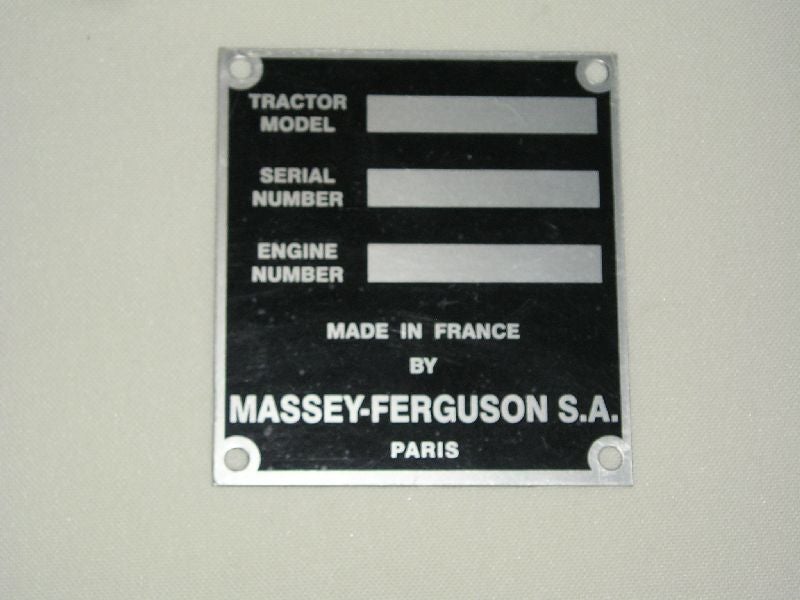 TRACTOR
MODEL
SERIAL
NUMBER
ENGINE
NUMBER
MADE IN FRANCE
BY
MASSEY-FERGUSON S.A.
PARIS